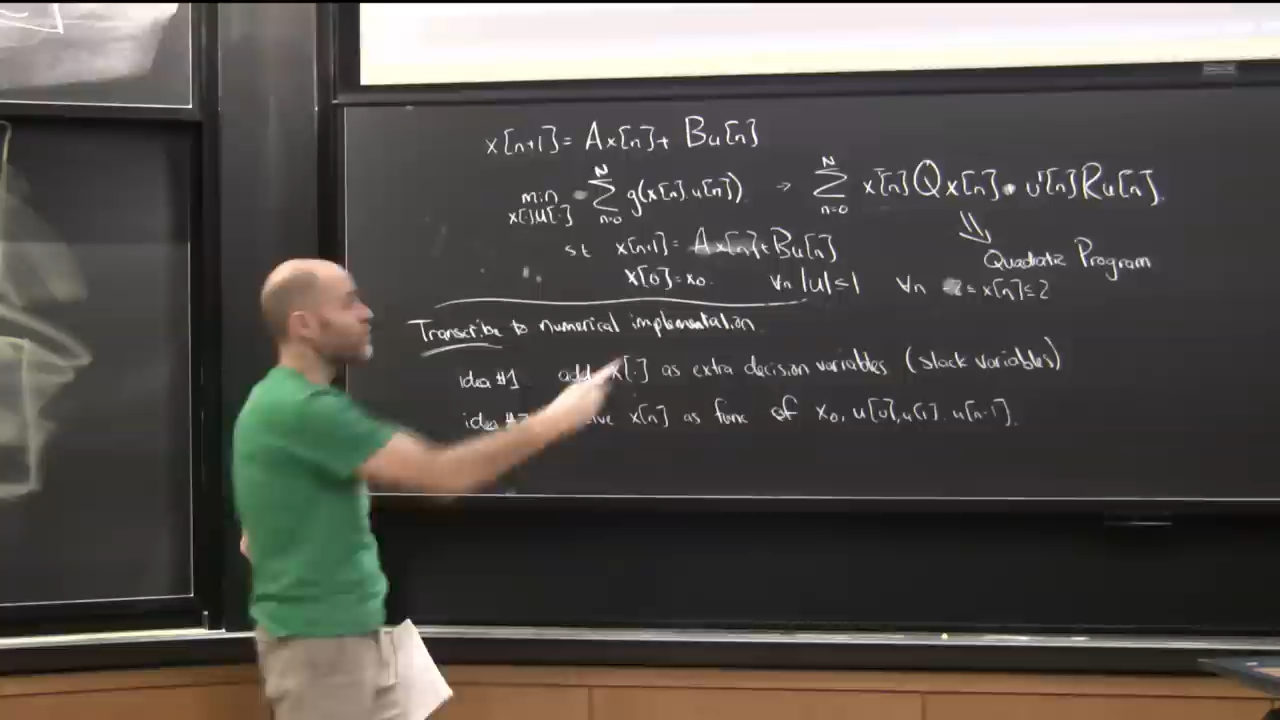 x[n+1] = Ax[n] + Bu[n]
min x[·]u[·] N ∑ n=0 g(x[n],u[n]) → N ∑ n=0 xᵀ[n]Qx[n] + uᵀ[n]Ru[n].
s.t. x[n+1] = Ax[n] + Bu[n]
⇓ Quadratic Program
x[0]=x₀. ∀n |u| ≤ 1 ∀n -2 ≤ x[n] ≤ 2
Transcribe to numerical implementation.
idea #1 add x[·] as extra decision variables (slack variables)
idea x[n] as func of x₀, u[0], u[1]. u[n-1].